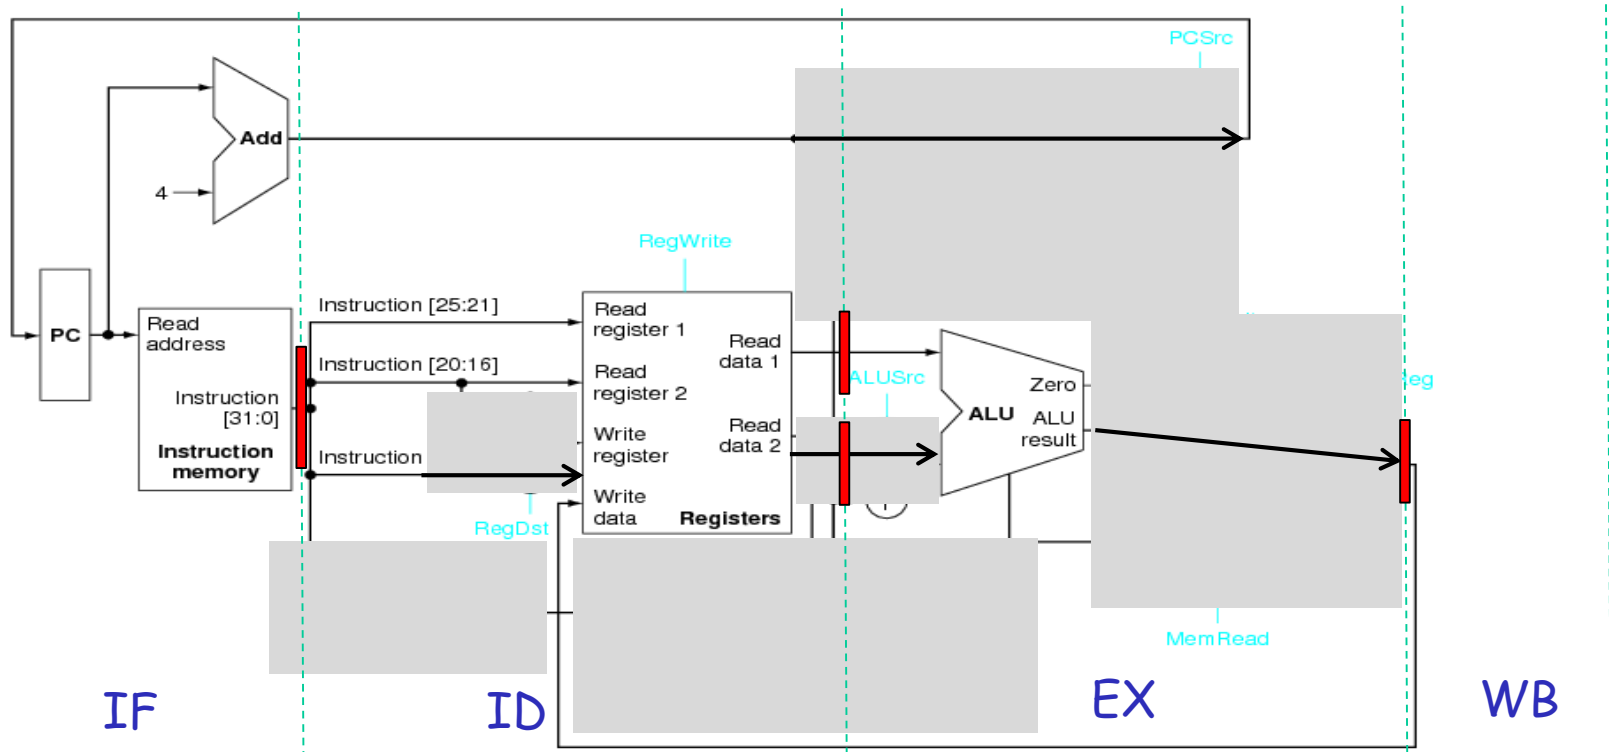 PCSrc
Add
4
RegWrite
PC
Read
address
Instruction
[31:0]
Instruction
memory
Instruction [25:21]
Instruction [20:16]
Instruction
RegDst
Read
register 1
Read
register 2
Write
register
Write
data
Read
data 1
Read
data 2
Registers
ALUSrc
Zero
ALU
ALU
result
MemRead
IF
ID
EX
WB